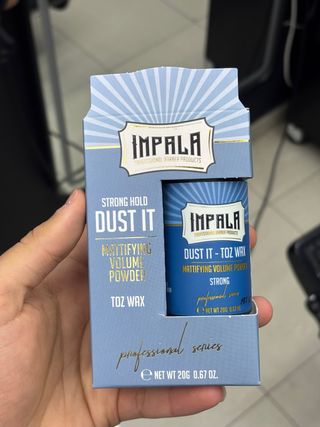 IMPALA
PROFESSIONAL BARBER PRODUCTS
STRONG HOLD
DUST IT
MATTIFYING
VOLUME
POWDER
TOZ WAX
professional series
℮ NET WT 20G 0.67 OZ.
IMPALA
PROFESSIONAL BARBER PRODUCTS
DUST IT - TOZ WAX
MATTIFYING VOLUME
STRONG
professional series
℮ NET WT 20G 0.67